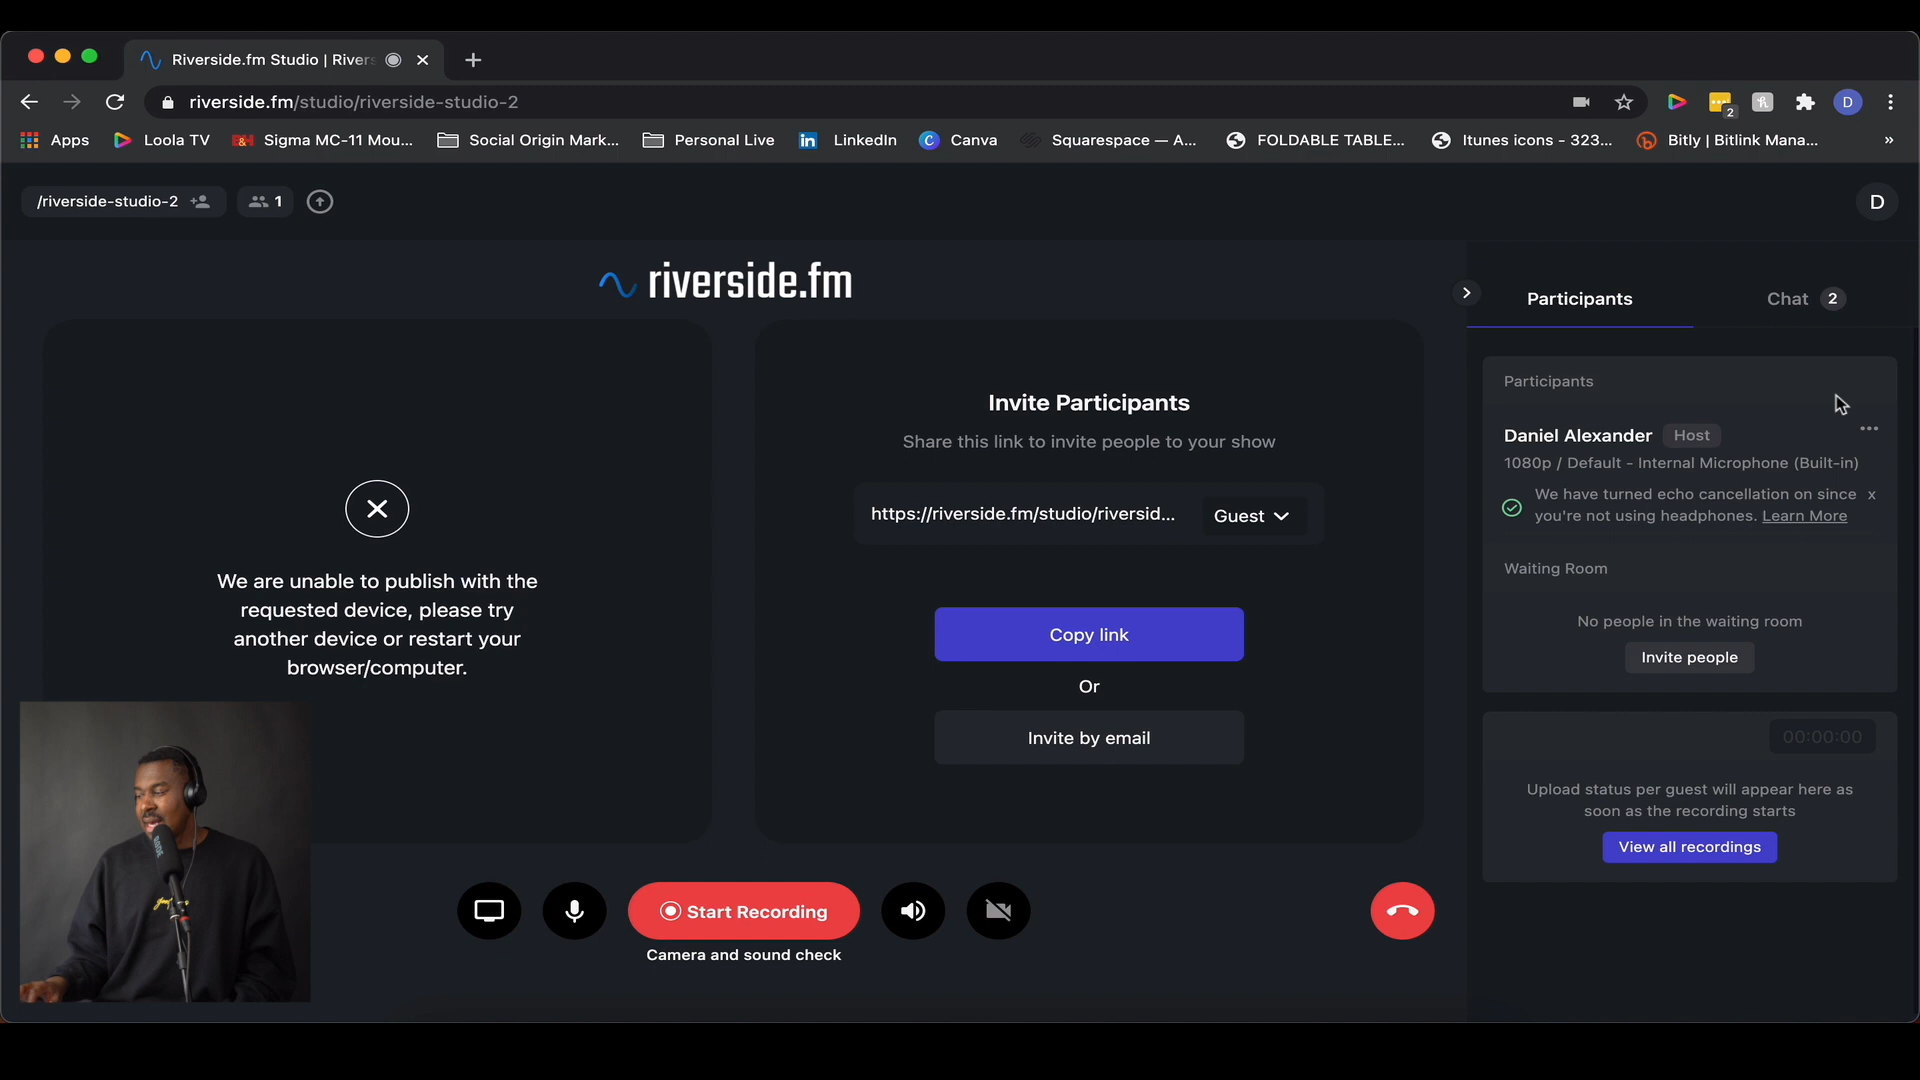 Riverside.fm Studio | Rivers
riverside.fm/studio/riverside-studio-2
2
D
Apps
Loola TV
Sigma MC-11 Mou...
Social Origin Mark...
Personal Live
LinkedIn
Canva
Squarespace — A...
FOLDABLE TABLE...
Itunes icons - 323...
Bitly | Bitlink Mana...
»
/riverside-studio-2
1
D
riverside.fm
Participants
Chat 2
We are unable to publish with the
requested device, please try
another device or restart your
browser/computer.
Invite Participants
Share this link to invite people to your show
https://riverside.fm/studio/riversid...
Guest
Copy link
Or
Invite by email
Participants
Daniel Alexander Host
1080p / Default - Internal Microphone (Built-in)
We have turned echo cancellation on since x
you're not using headphones. Learn More
Waiting Room
No people in the waiting room
Invite people
00:00:00
Upload status per guest will appear here as
soon as the recording starts
View all recordings
Start Recording
Camera and sound check